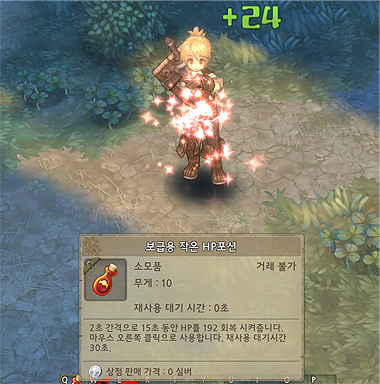 +24
보급용 작은 HP포션
소모품 거래 불가
무게 : 10
재사용 대기 시간 : 0초
2초 간격으로 15초 동안 HP를 192 회복 시켜줍니다.
마우스 오른쪽 클릭으로 사용합니다. 재사용 대기시간
30초.
상점 판매 가격 : 0 실버
Q W E R T Y U I O P